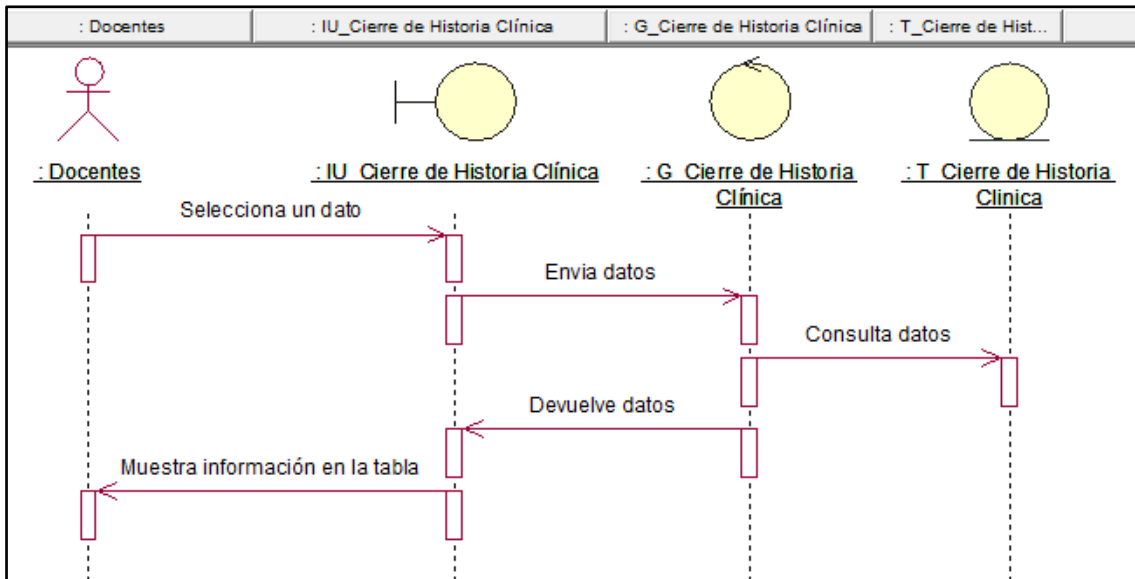 : Docentes
: IU_Cierre de Historia Clínica
: G_Cierre de Historia Clínica
: T_Cierre de Hist...
: Docentes
: IU_Cierre de Historia Clínica
: G_Cierre de Historia
Clínica
: T_Cierre de Historia
Clinica
Selecciona un dato
Envia datos
Consulta datos
Devuelve datos
Muestra información en la tabla